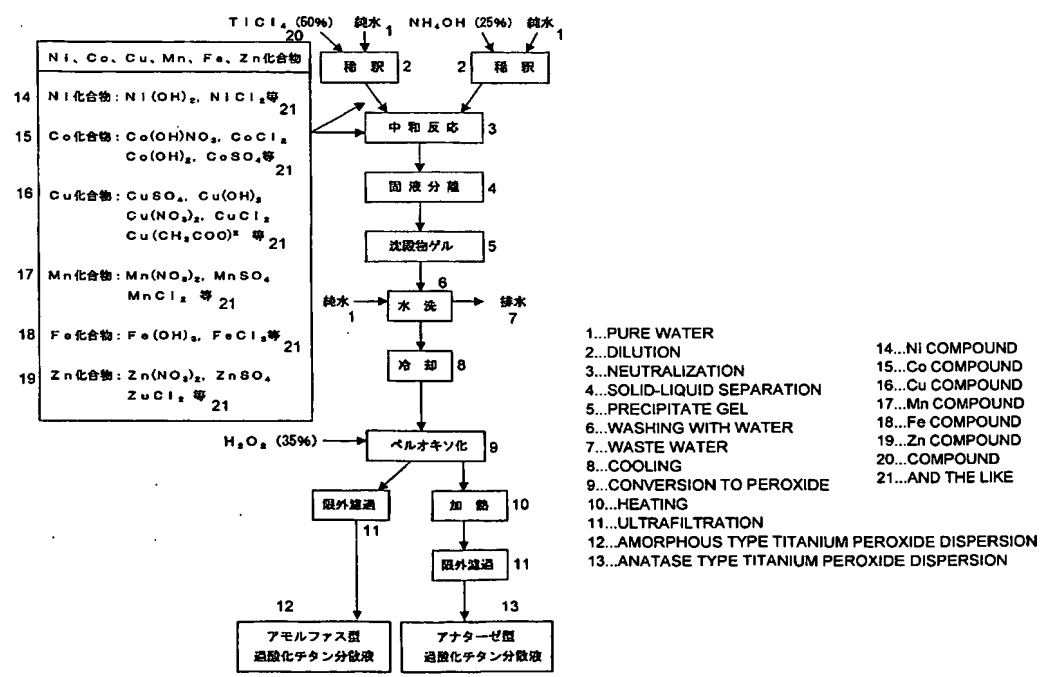 TiCl₄ (50%) 純水 1 NH₄OH (25%) 純水 1
20
Ni、Co、Cu、Mn、Fe、Zn化合物
稀釈 2
2 稀釈
14 Ni化合物：Ni(OH)₂, NiCl₂等 21
中和反応 3
15 Co化合物：Co(OH)NO₃, CoCl₂
Co(OH)₂, CoSO₄等 21
固液分離 4
16 Cu化合物：CuSO₄, Cu(OH)₂
Cu(NO₃)₂, CuCl₂
Cu(CH₃COO)² 等 21
沈殿物ゲル 5
6
17 Mn化合物：Mn(NO₃)₂, MnSO₄
MnCl₂ 等 21
純水 1 水洗 排水 7
18 Fe化合物：Fe(OH)₃, FeCl₃等 21
冷却 8
19 Zn化合物：Zn(NO₃)₂, ZnSO₄
ZuCl₂ 等 21
H₂O₂ (35%) ペルオキソ化 9
限外濾過 11
加熱 10
限外濾過 11
12
アモルファス型
過酸化チタン分散液
13
アナターゼ型
過酸化チタン分散液
1...PURE WATER
2...DILUTION
3...NEUTRALIZATION
4...SOLID-LIQUID SEPARATION
5...PRECIPITATE GEL
6...WASHING WITH WATER
7...WASTE WATER
8...COOLING
9...CONVERSION TO PEROXIDE
10...HEATING
11...ULTRAFILTRATION
12...AMORPHOUS TYPE TITANIUM PEROXIDE DISPERSION
13...ANATASE TYPE TITANIUM PEROXIDE DISPERSION
14...Ni COMPOUND
15...Co COMPOUND
16...Cu COMPOUND
17...Mn COMPOUND
18...Fe COMPOUND
19...Zn COMPOUND
20...COMPOUND
21...AND THE LIKE